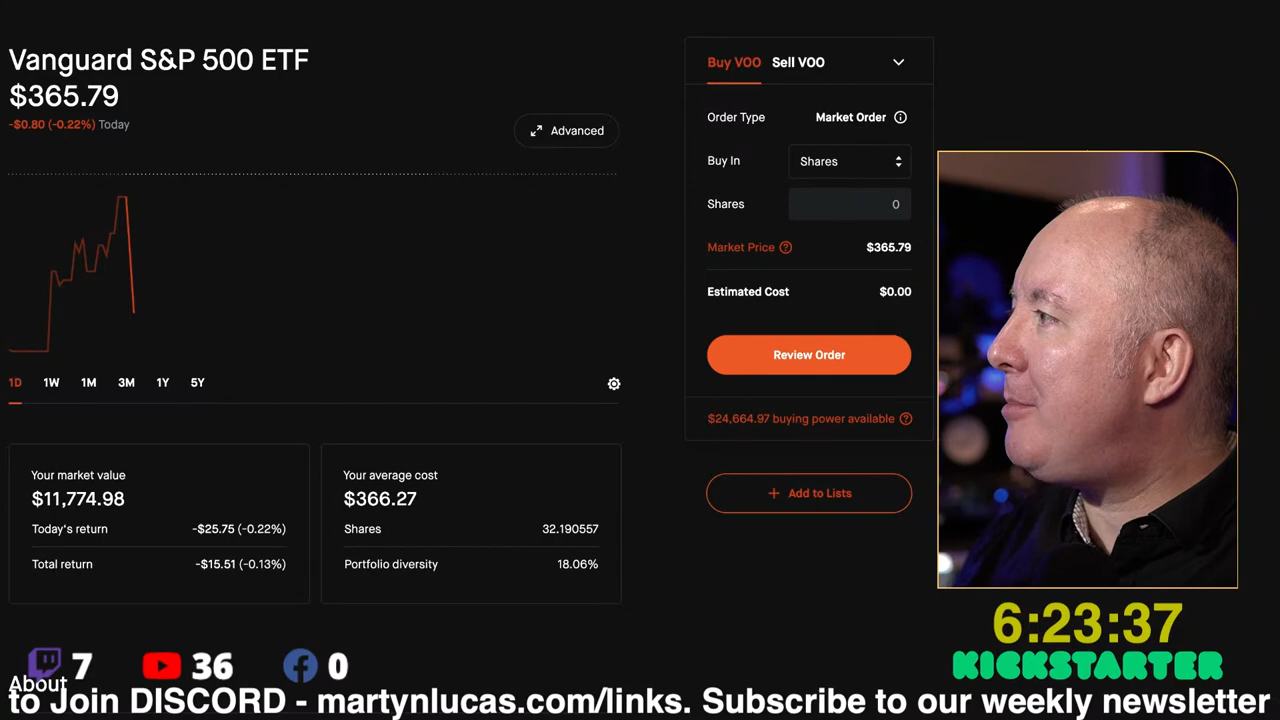 Vanguard S&P 500 ETF
$365.79
-$0.80 (-0.22%) Today
Advanced
1D 1W 1M 3M 1Y 5Y
Your market value
$11,774.98
Today's return -$25.75 (-0.22%)
Total return -$15.51 (-0.13%)
Your average cost
$366.27
Shares 32.190557
Portfolio diversity 18.06%
Buy VOO Sell VOO
Order Type Market Order
Buy In Shares
Shares 0
Market Price $365.79
Estimated Cost $0.00
Review Order
$24,664.97 buying power available
+ Add to Lists
6:23:37
KICKSTARTER
7 36 0
About
to Join DISCORD - martynlucas.com/links. Subscribe to our weekly newsletter